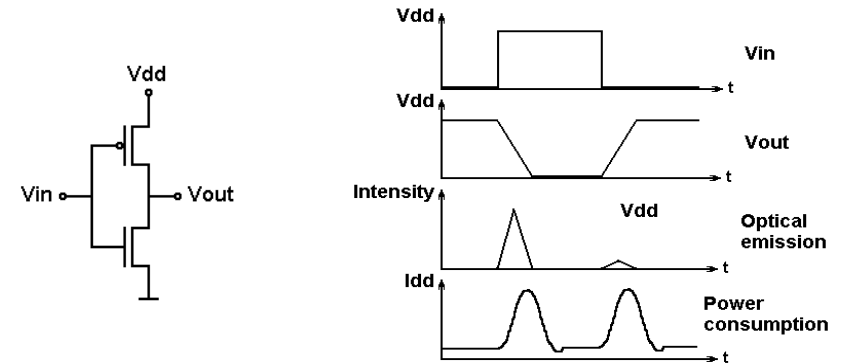 Vdd
Vin
Vout
Vdd
Vin
t
Vdd
Vout
t
Intensity
Vdd
Optical
emission
t
Idd
Power
consumption
t